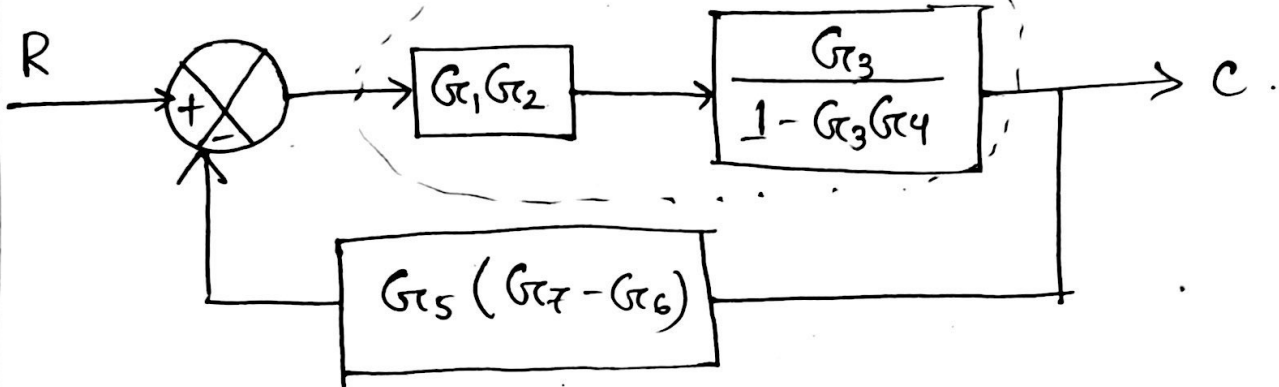 R
+
-
G₁G₂
G₃
1 - G₃G₄
C.
G₅(G₇-G₆)